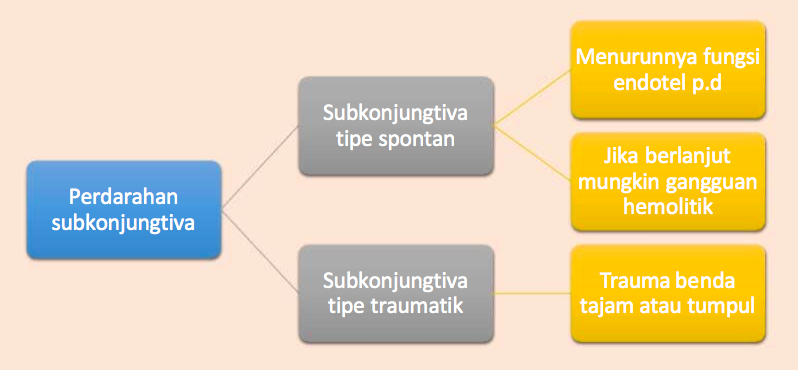 Perdarahan
subkonjungtiva
Subkonjungtiva
tipe spontan
Menurunnya fungsi
endotel p.d
Jika berlanjut
mungkin gangguan
hemolitik
Subkonjungtiva
tipe traumatik
Trauma benda
tajam atau tumpul